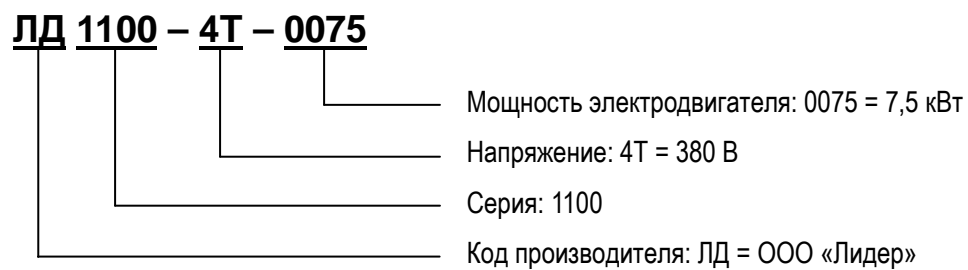 ЛД 1100 – 4Т – 0075
Мощность электродвигателя: 0075 = 7,5 кВт
Напряжение: 4Т = 380 В
Серия: 1100
Код производителя: ЛД = ООО «Лидер»